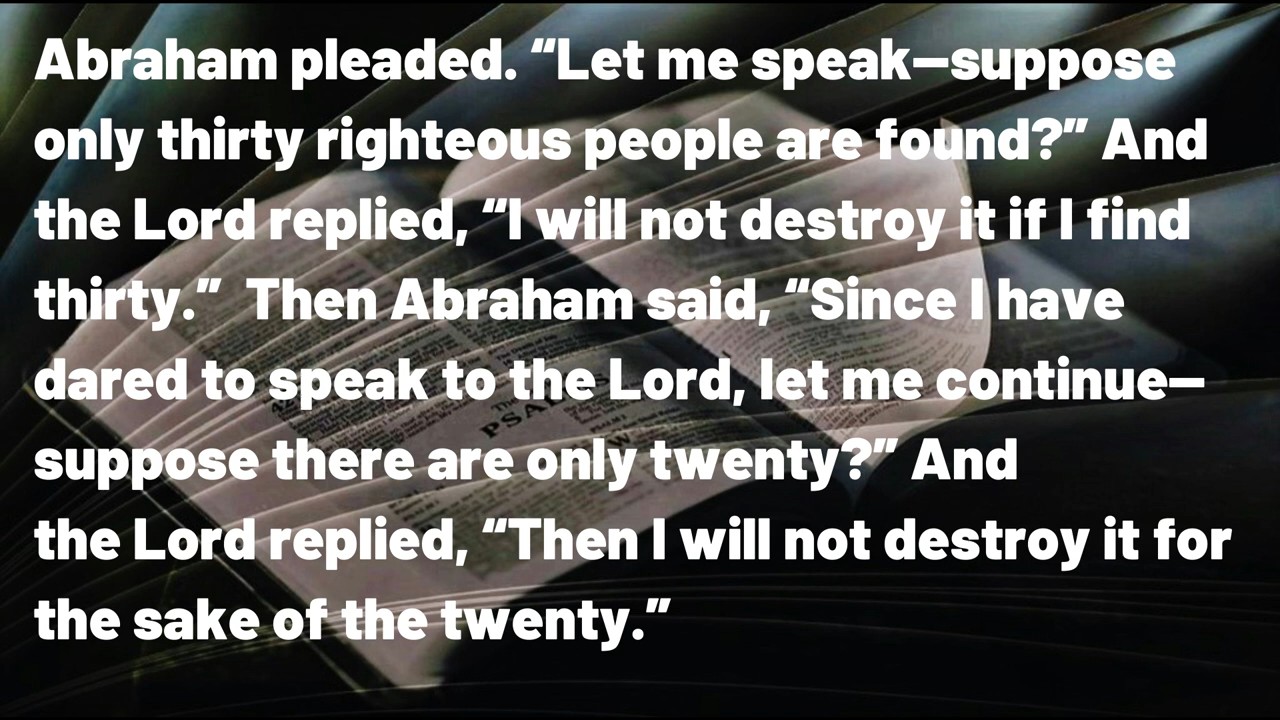 Abraham pleaded. “Let me speak—suppose
only thirty righteous people are found?” And
the Lord replied, “I will not destroy it if I find
thirty.”  Then Abraham said, “Since I have
dared to speak to the Lord, let me continue—
suppose there are only twenty?” And
the Lord replied, “Then I will not destroy it for
the sake of the twenty.”
PSAL